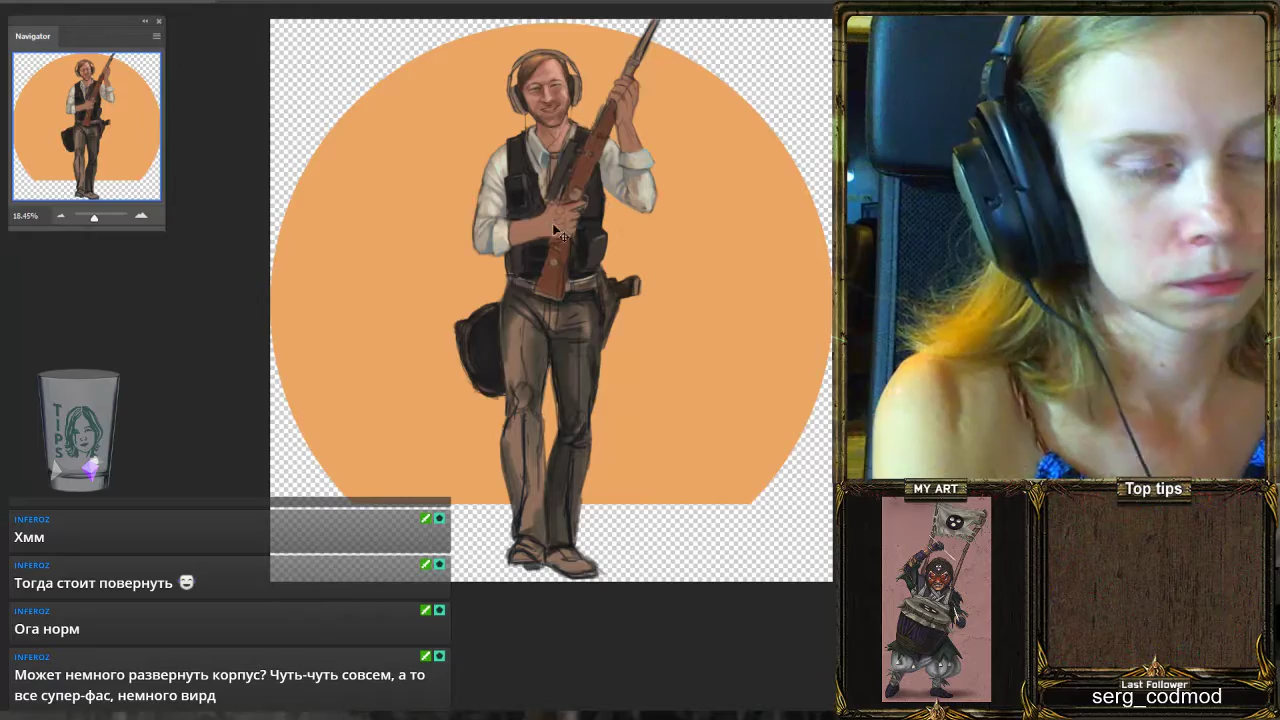 Navigator
18.45%
TIPS
INFEROZ
Хмм
INFEROZ
Тогда стоит повернуть
INFEROZ
Ога норм
INFEROZ
Может немного развернуть корпус? Чуть-чуть совсем, а то
все супер-фас, немного вирд
MY ART
Top tips
Last Follower
serg_codmod